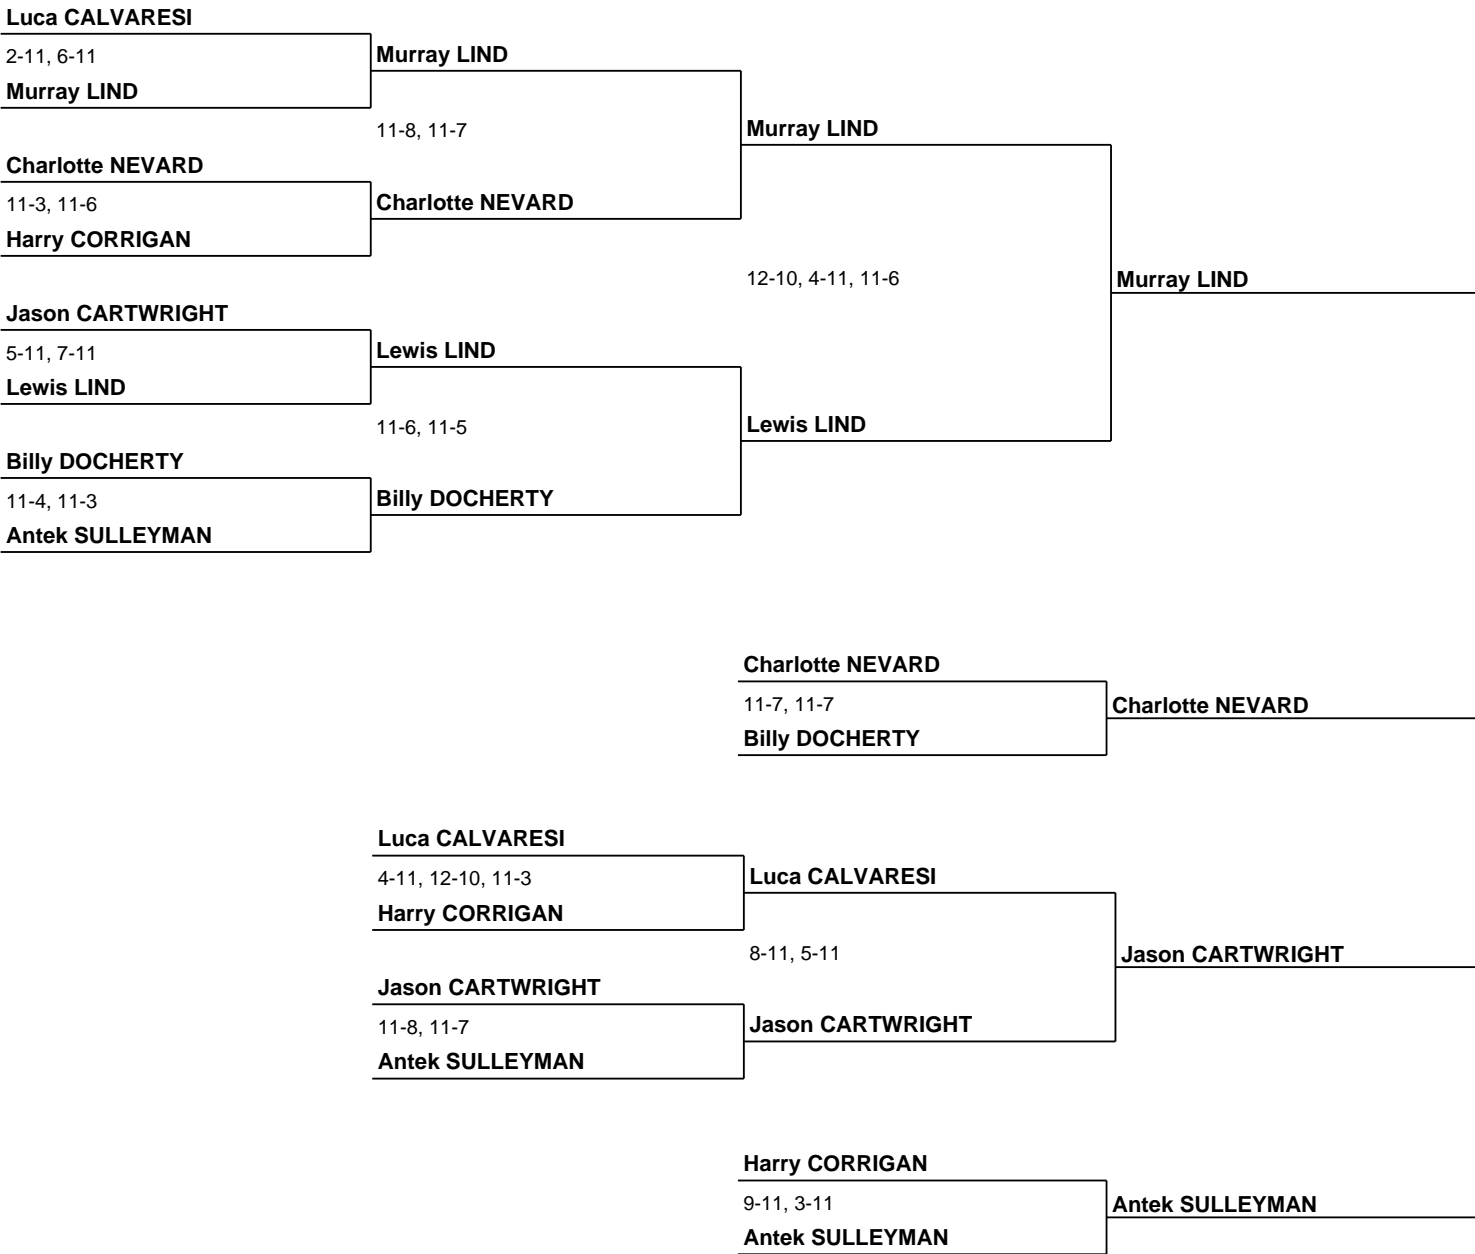 Luca CALVARESI
2-11, 6-11
Murray LIND
Murray LIND
11-8, 11-7
Murray LIND
Charlotte NEVARD
11-3, 11-6
Charlotte NEVARD
Harry CORRIGAN
12-10, 4-11, 11-6
Murray LIND
Jason CARTWRIGHT
5-11, 7-11
Lewis LIND
Lewis LIND
11-6, 11-5
Lewis LIND
Billy DOCHERTY
11-4, 11-3
Billy DOCHERTY
Antek SULLEYMAN
Charlotte NEVARD
11-7, 11-7
Charlotte NEVARD
Billy DOCHERTY
Luca CALVARESI
4-11, 12-10, 11-3
Luca CALVARESI
Harry CORRIGAN
8-11, 5-11
Jason CARTWRIGHT
Jason CARTWRIGHT
11-8, 11-7
Jason CARTWRIGHT
Antek SULLEYMAN
Harry CORRIGAN
9-11, 3-11
Antek SULLEYMAN
Antek SULLEYMAN